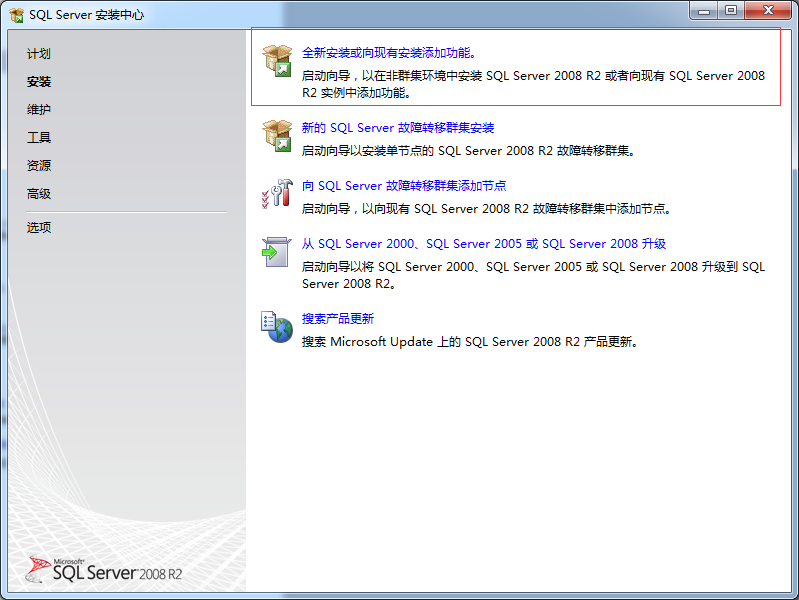 SQL Server 安装中心
计划
安装
维护
工具
资源
高级
选项
全新安装或向现有安装添加功能。
启动向导，以在非群集环境中安装 SQL Server 2008 R2 或者向现有 SQL Server 2008
R2 实例中添加功能。
新的 SQL Server 故障转移群集安装
启动向导以安装单节点的 SQL Server 2008 R2 故障转移群集。
向 SQL Server 故障转移群集添加节点
启动向导，以向现有 SQL Server 2008 R2 故障转移群集中添加节点。
从 SQL Server 2000、SQL Server 2005 或 SQL Server 2008 升级
启动向导以将 SQL Server 2000、SQL Server 2005 或 SQL Server 2008 升级到 SQL
Server 2008 R2。
搜索产品更新
搜索 Microsoft Update 上的 SQL Server 2008 R2 产品更新。
Microsoft
SQL Server 2008 R2